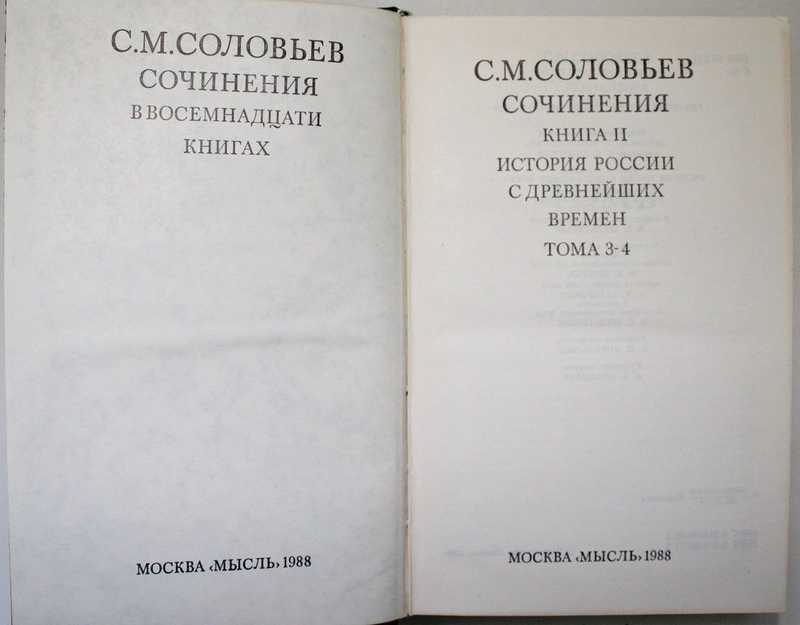 С.М.СОЛОВЬЕВ
СОЧИНЕНИЯ
В ВОСЕМНАДЦАТИ
КНИГАХ
МОСКВА ‹МЫСЛЬ› 1988
С.М.СОЛОВЬЕВ
СОЧИНЕНИЯ
КНИГА II
ИСТОРИЯ РОССИИ
С ДРЕВНЕЙШИХ
ВРЕМЕН
ТОМА 3-4
МОСКВА ‹МЫСЛЬ› 1988